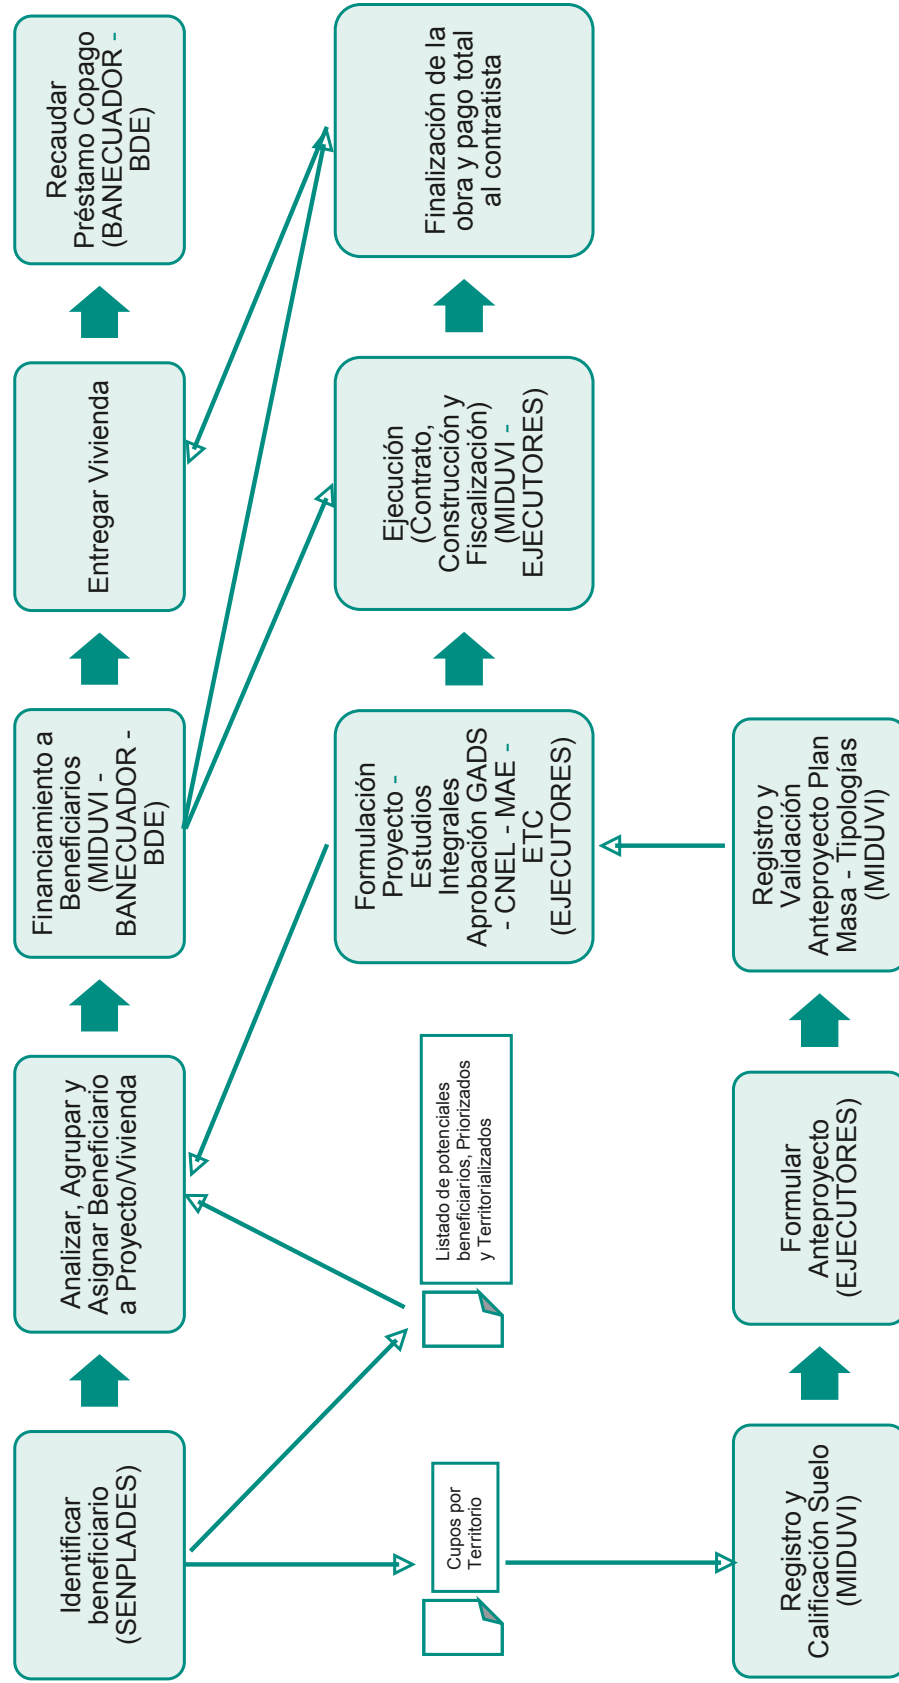 Identificar
beneficiario
(SENPLADES)
Analizar, Agrupar y
Asignar Beneficiario
a Proyecto/Vivienda
Financiamiento a
Beneficiarios
(MIDUVI -
BANECUADOR -
BDE)
Entregar Vivienda
Recaudar
Préstamo Copago
(BANECUADOR -
BDE)
Cupos por
Territorio
Listado de potenciales
beneficiarios, Priorizados
y Territorializados
Formulación
Proyecto -
Estudios
Integrales
Aprobación GADS
- CNEL - MAE -
ETC
(EJECUTORES)
Ejecución
(Contrato,
Construcción y
Fiscalización)
(MIDUVI -
EJECUTORES)
Finalización de la
obra y pago total
al contratista
Registro y
Calificación Suelo
(MIDUVI)
Formular
Anteproyecto
(EJECUTORES)
Registro y
Validación
Anteproyecto Plan
Masa - Tipologías
(MIDUVI)